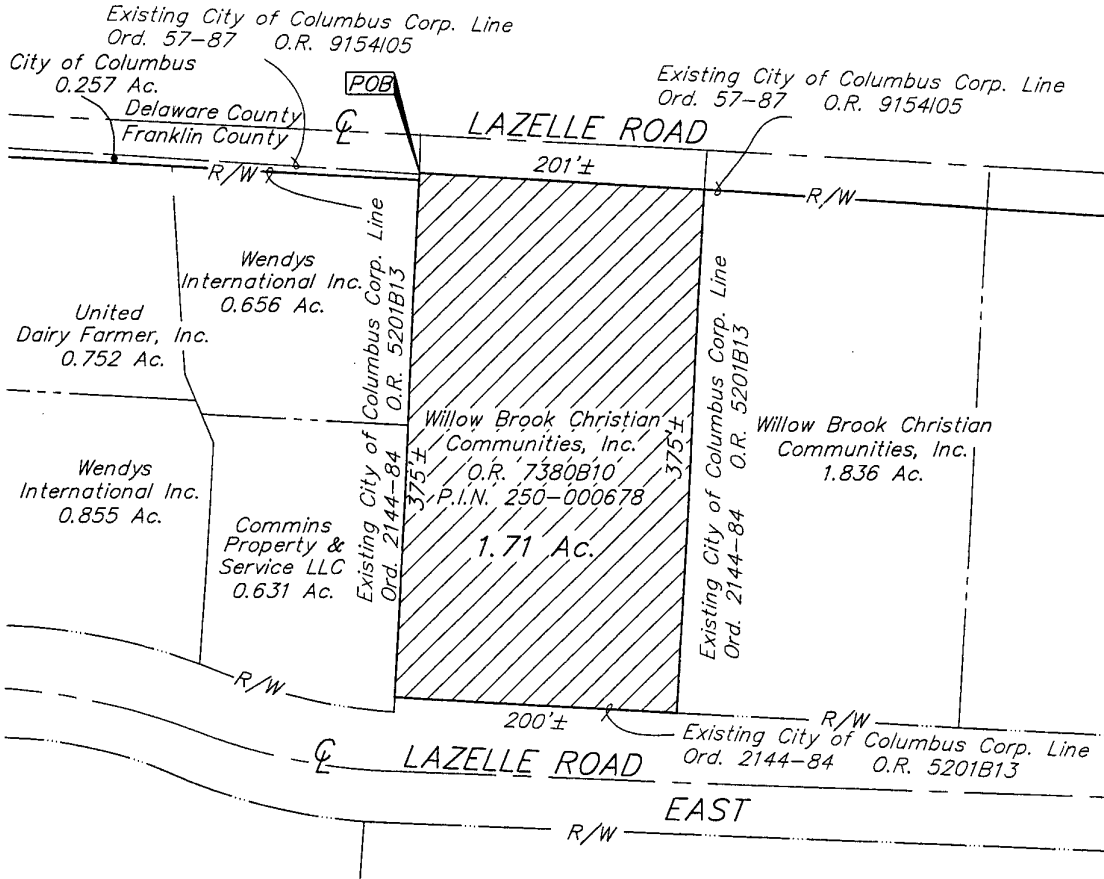 Existing City of Columbus Corp. Line
Ord. 57-87 O.R. 9154I05
City of Columbus
0.257 Ac.
POB
Existing City of Columbus Corp. Line
Ord. 57-87 O.R. 9154I05
Delaware County
Franklin County
CL
LAZELLE ROAD
R/W
201'±
R/W
Wendys
International Inc.
0.656 Ac.
United
Dairy Farmer, Inc.
0.752 Ac.
Existing City of Columbus Corp. Line
Ord. 2144-84 O.R. 5201B13
375'±
Willow Brook Christian
Communities, Inc.
O.R. 7380B10
P.I.N. 250-000678
1.71 Ac.
375'±
Existing City of Columbus Corp. Line
Ord. 2144-84 O.R. 5201B13
Willow Brook Christian
Communities, Inc.
1.836 Ac.
Wendys
International Inc.
0.855 Ac.
Commins
Property &
Service LLC
0.631 Ac.
R/W
200'±
R/W
Existing City of Columbus Corp. Line
Ord. 2144-84 O.R. 5201B13
CL
LAZELLE ROAD
EAST
R/W